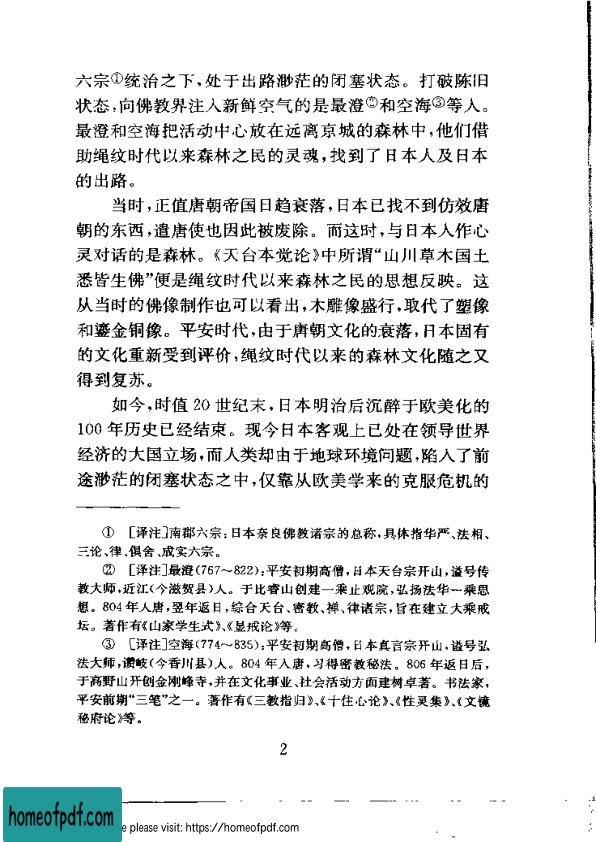 六宗①统治之下，处于出路渺茫的闭塞状态。打破陈旧
状态，向佛教界注入新鲜空气的是最澄②和空海③等人。
最澄和空海把活动中心放在远离京城的森林中，他们借
助绳纹时代以来森林之民的灵魂，找到了日本人及日本
的出路。
当时，正值唐朝帝国日趋衰落，日本已找不到仿效唐
朝的东西，遣唐使也因此被废除。而这时，与日本人作心
灵对话的是森林。《天台本觉论》中所谓“山川草木国土
悉皆生佛”便是绳纹时代以来森林之民的思想反映。这
从当时的佛像制作也可以看出，木雕像盛行，取代了塑像
和鎏金铜像。平安时代，由于唐朝文化的衰落，日本固有
的文化重新受到评价，绳纹时代以来的森林文化随之又
得到复苏。
如今，时值20世纪末，日本明治后沉醉于欧美化的
100年历史已经结束。现今日本客观上已处在领导世界
经济的大国立场，而人类却由于地球环境问题，陷入了前
途渺茫的闭塞状态之中，仅靠从欧美学来的克服危机的
① [译注]南郡六宗：日本奈良佛教诸宗的总称，具体指华严、法相、
三论、律、俱舍、成实六宗。
② [译注]最澄(767～822)：平安初期高僧，日本天台宗开山，谥号传
教大师，近江(今滋贺县)人。于比睿山创建一乘止观院，弘扬法华一乘思
想。804年入唐，翌年返日，综合天台、密教、禅、律诸宗，旨在建立大乘戒
坛。著作有《山家学生式》、《显戒论》等。
③ [译注]空海(774～835)：平安初期高僧，日本真言宗开山，谥号弘
法大师，讚岐(今香川县)人。804年入唐，习得密教秘法。806年返日后，
于高野山开创金刚峰寺，并在文化事业、社会活动方面建树卓著。书法家，
平安前期“三笔”之一。著作有《三教指归》、《十住心论》、《性灵集》、《文镜
秘府论》等。
2
homeofpdf.com
e please visit: https://homeofpdf.com